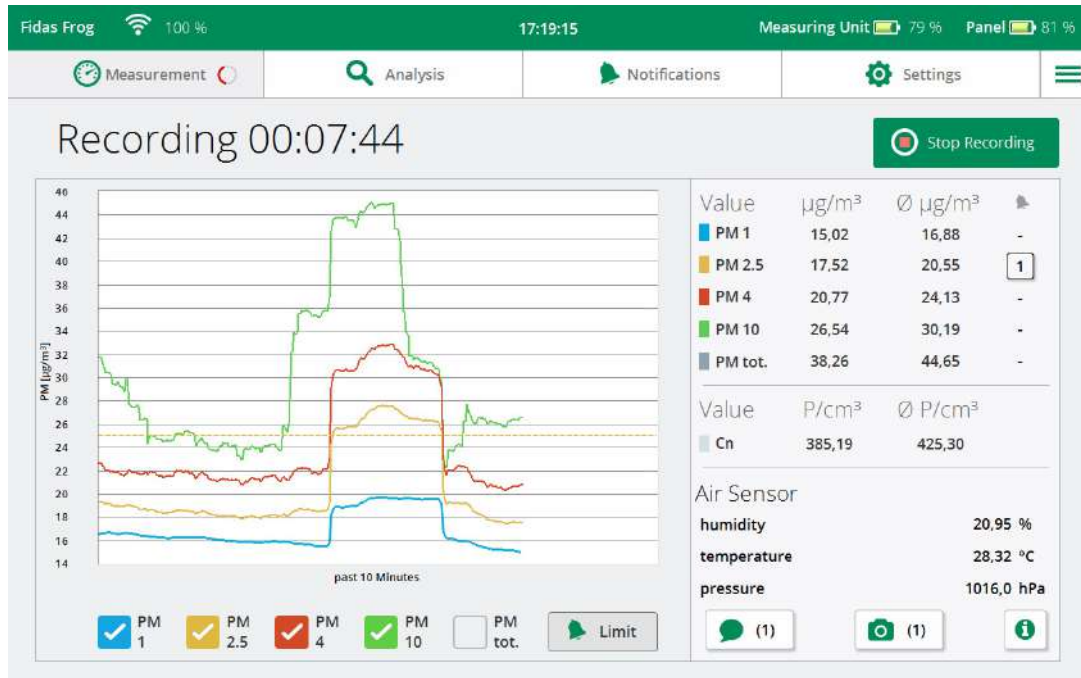 Fidas Frog 100 % 17:19:15 Measuring Unit 79 % Panel 81 %
Measurement Analysis Notifications Settings
Recording 00:07:44
Stop Recording
46
44
42
40
38
36
34
32
30
28
26
24
22
20
18
16
14
PM [µg/m³]
past 10 Minutes
PM 1
PM 2.5
PM 4
PM 10
PM tot.
Limit
Value µg/m³ Ø µg/m³
PM 1 15,02 16,88 -
PM 2.5 17,52 20,55 1
PM 4 20,77 24,13 -
PM 10 26,54 30,19 -
PM tot. 38,26 44,65 -
Value P/cm³ Ø P/cm³
Cn 385,19 425,30
Air Sensor
humidity 20,95 %
temperature 28,32 ºC
pressure 1016,0 hPa
(1) (1)